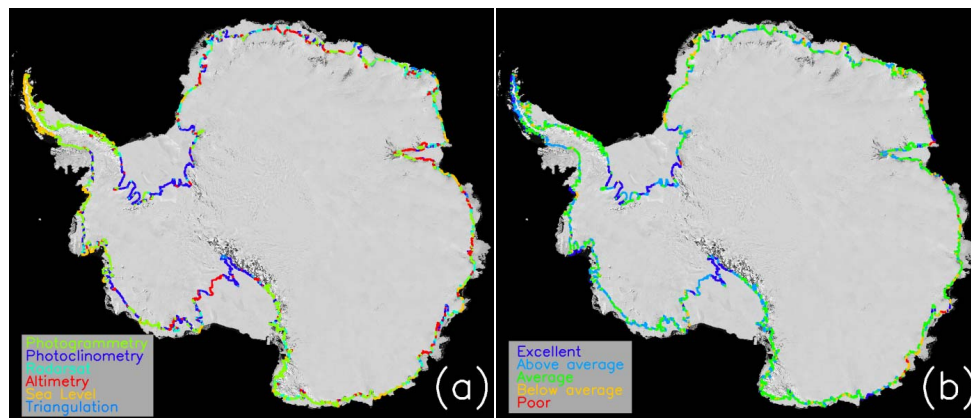 Photogrammetry
Photoclinometry
Radarsat
Altimetry
Sea Level
Triangulation
(a)
Excellent
Above average
Average
Below average
Poor
(b)